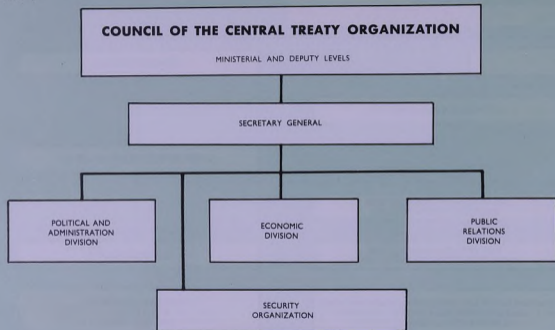 COUNCIL OF THE CENTRAL TREATY ORGANIZATION
MINISTERIAL AND DEPUTY LEVELS
SECRETARY GENERAL
POLITICAL AND
ADMINISTRATION
DIVISION
ECONOMIC
DIVISION
PUBLIC
RELATIONS
DIVISION
SECURITY
ORGANIZATION